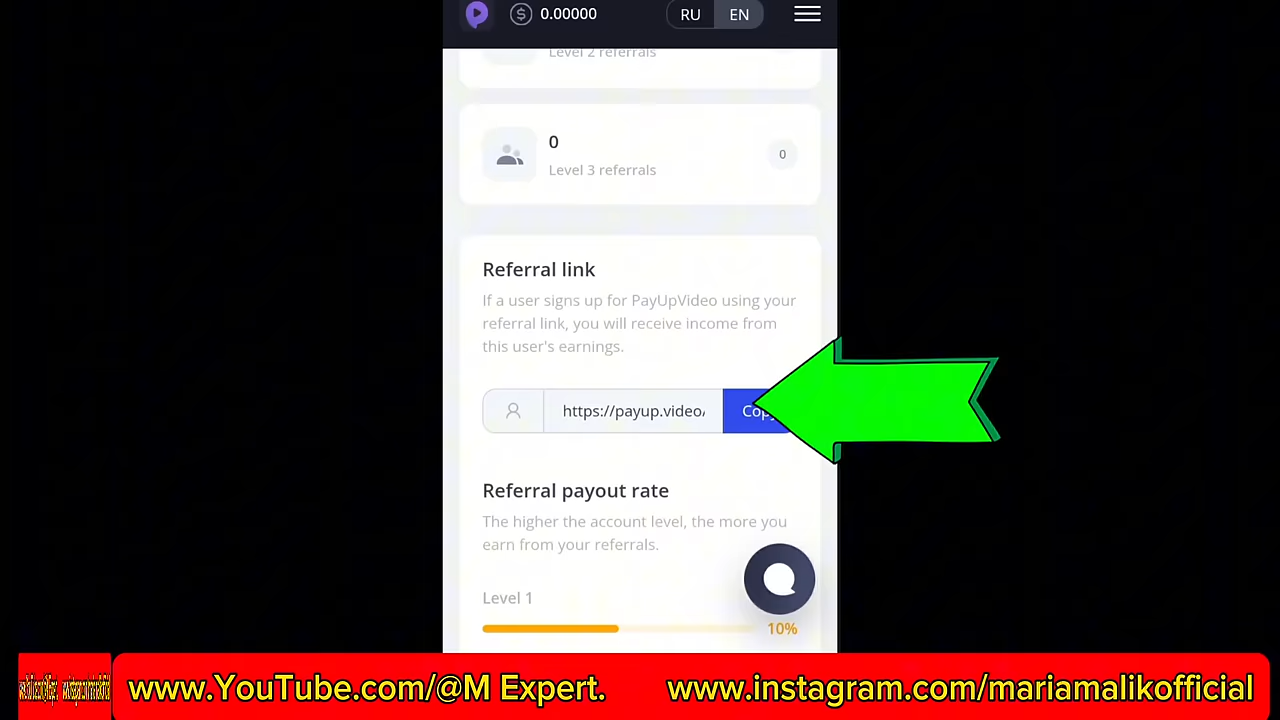 0.00000
RU
EN
Level 2 referrals
0
0
Level 3 referrals
Referral link
If a user signs up for PayUpVideo using your
referral link, you will receive income from
this user's earnings.
https://payup.video/
Referral payout rate
The higher the account level, the more you
earn from your referrals.
Level 1
10%
www.YouTube.com/@M Expert.
www.instagram.com/mariamalikofficial